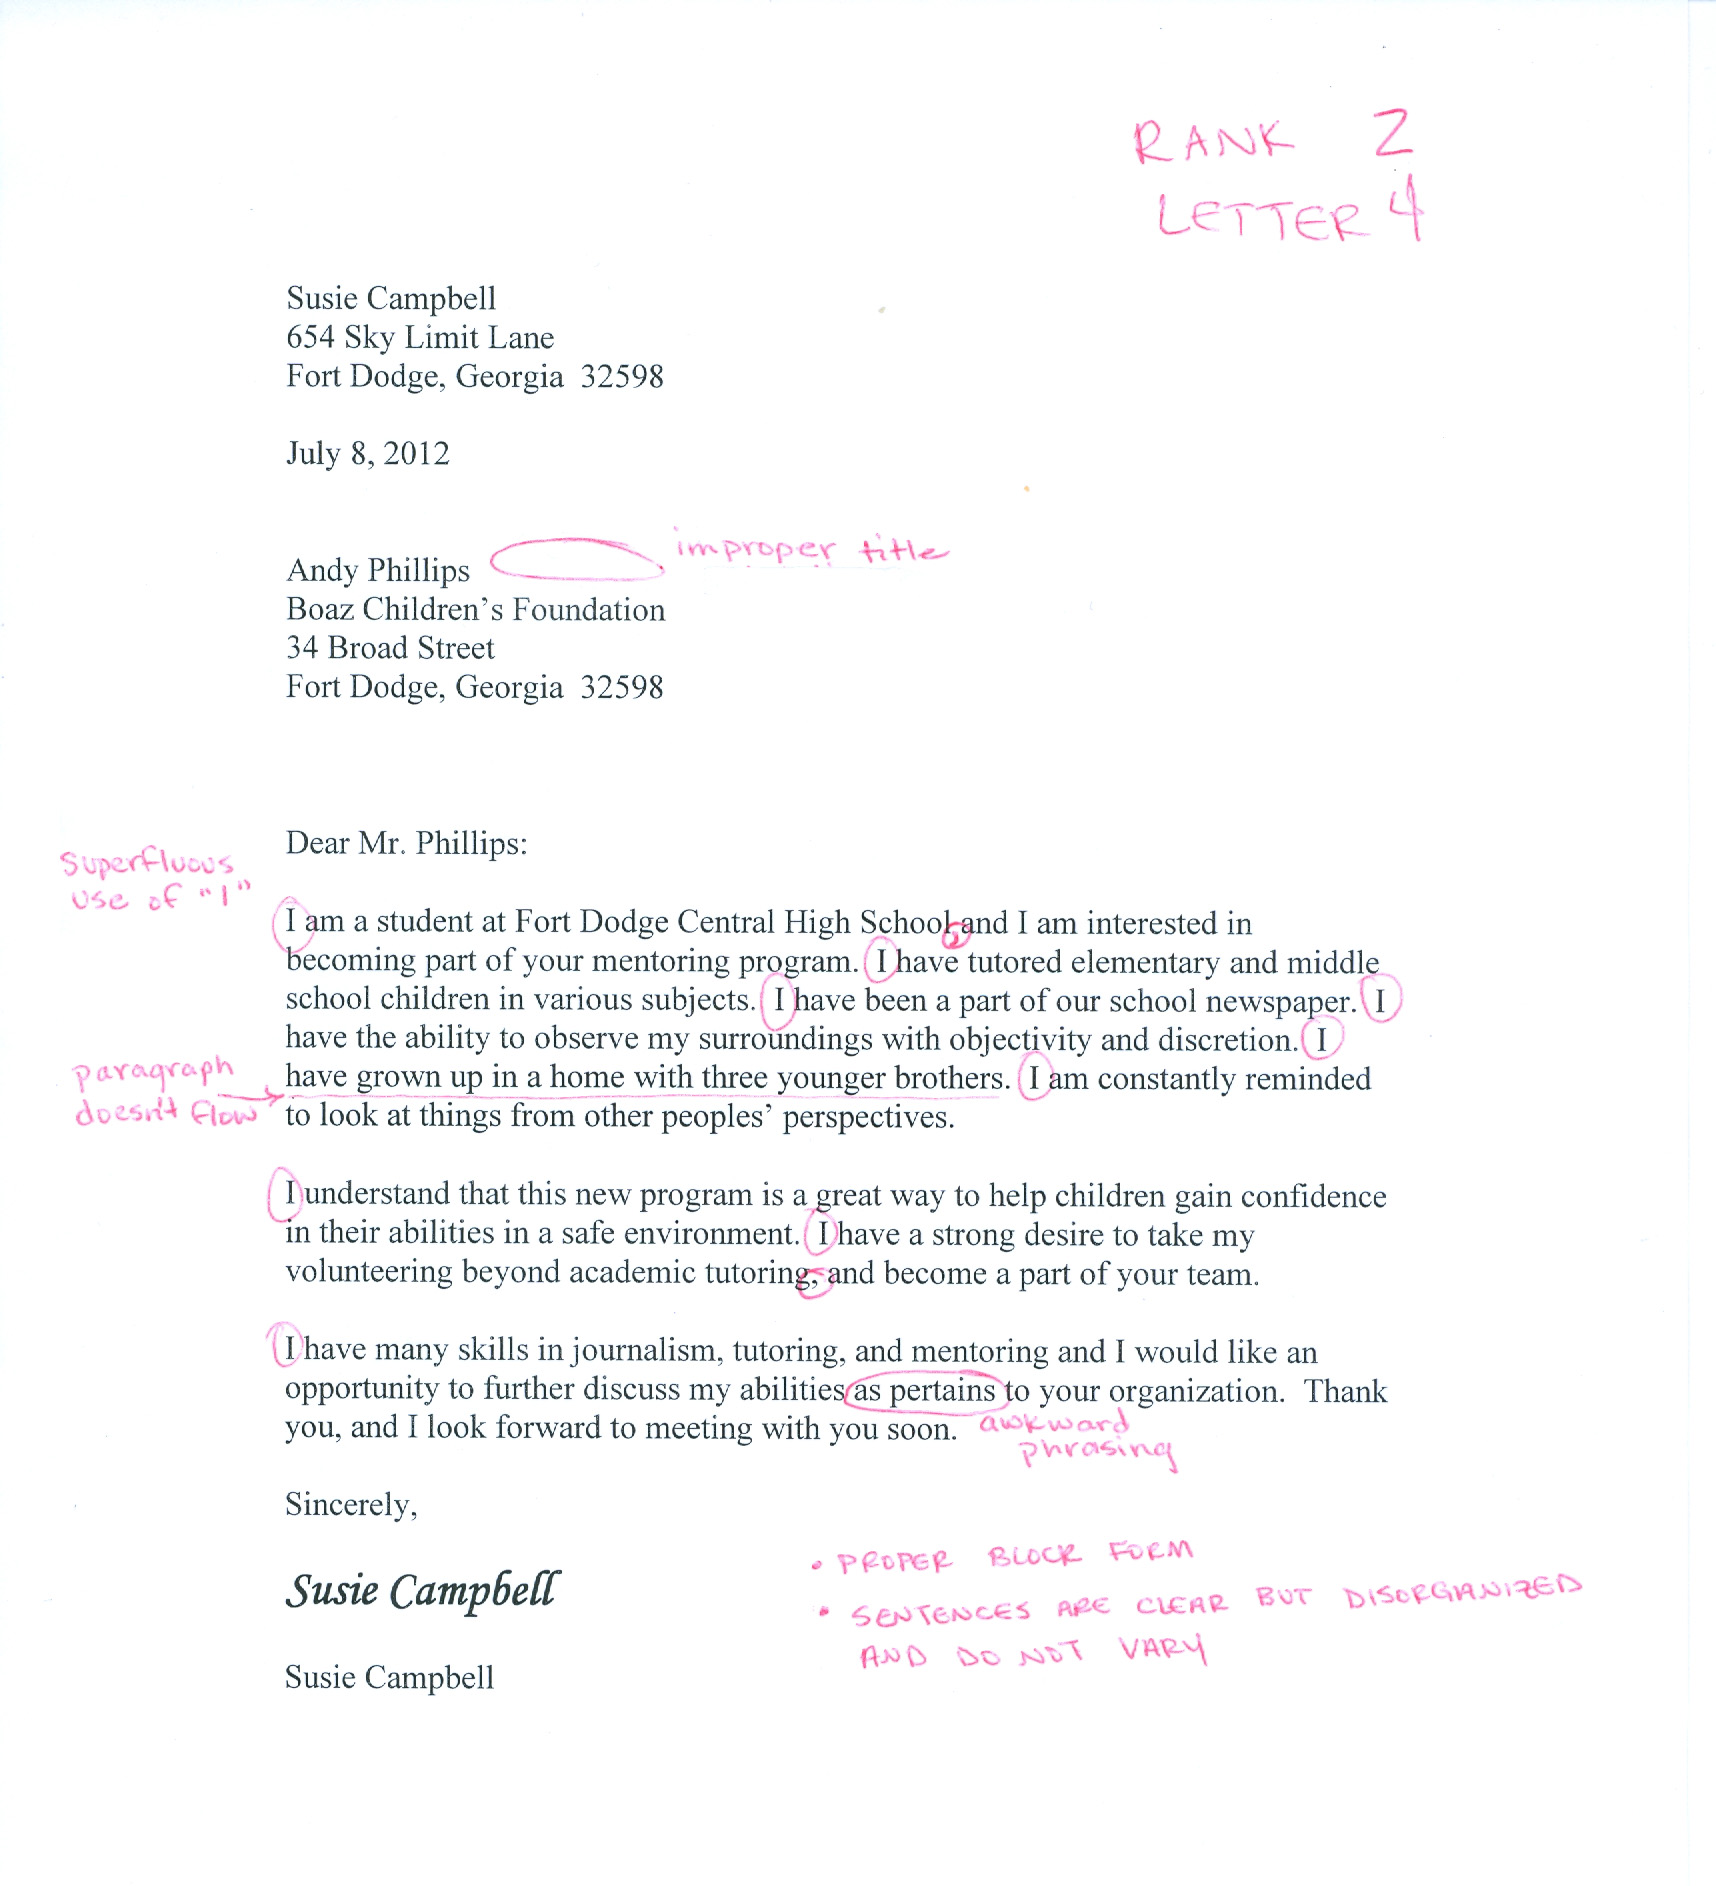 RANK 2
LETTER 4
Susie Campbell
654 Sky Limit Lane
Fort Dodge, Georgia  32598
July 8, 2012
improper title
Andy Phillips
Boaz Children's Foundation
34 Broad Street
Fort Dodge, Georgia  32598
Dear Mr. Phillips:
superfluous
use of "I"
I am a student at Fort Dodge Central High School, and I am interested in
becoming part of your mentoring program. I have tutored elementary and middle
school children in various subjects. I have been a part of our school newspaper. I
have the ability to observe my surroundings with objectivity and discretion. I
paragraph
doesn't flow
have grown up in a home with three younger brothers. I am constantly reminded
to look at things from other peoples' perspectives.
I understand that this new program is a great way to help children gain confidence
in their abilities in a safe environment. I have a strong desire to take my
volunteering beyond academic tutoring, and become a part of your team.
I have many skills in journalism, tutoring, and mentoring and I would like an
opportunity to further discuss my abilities as pertains to your organization.  Thank
you, and I look forward to meeting with you soon.
awkward
phrasing
Sincerely,
Susie Campbell
Susie Campbell
• PROPER BLOCK FORM
• SENTENCES ARE CLEAR BUT DISORGIANIZED
AND DO NOT VARY